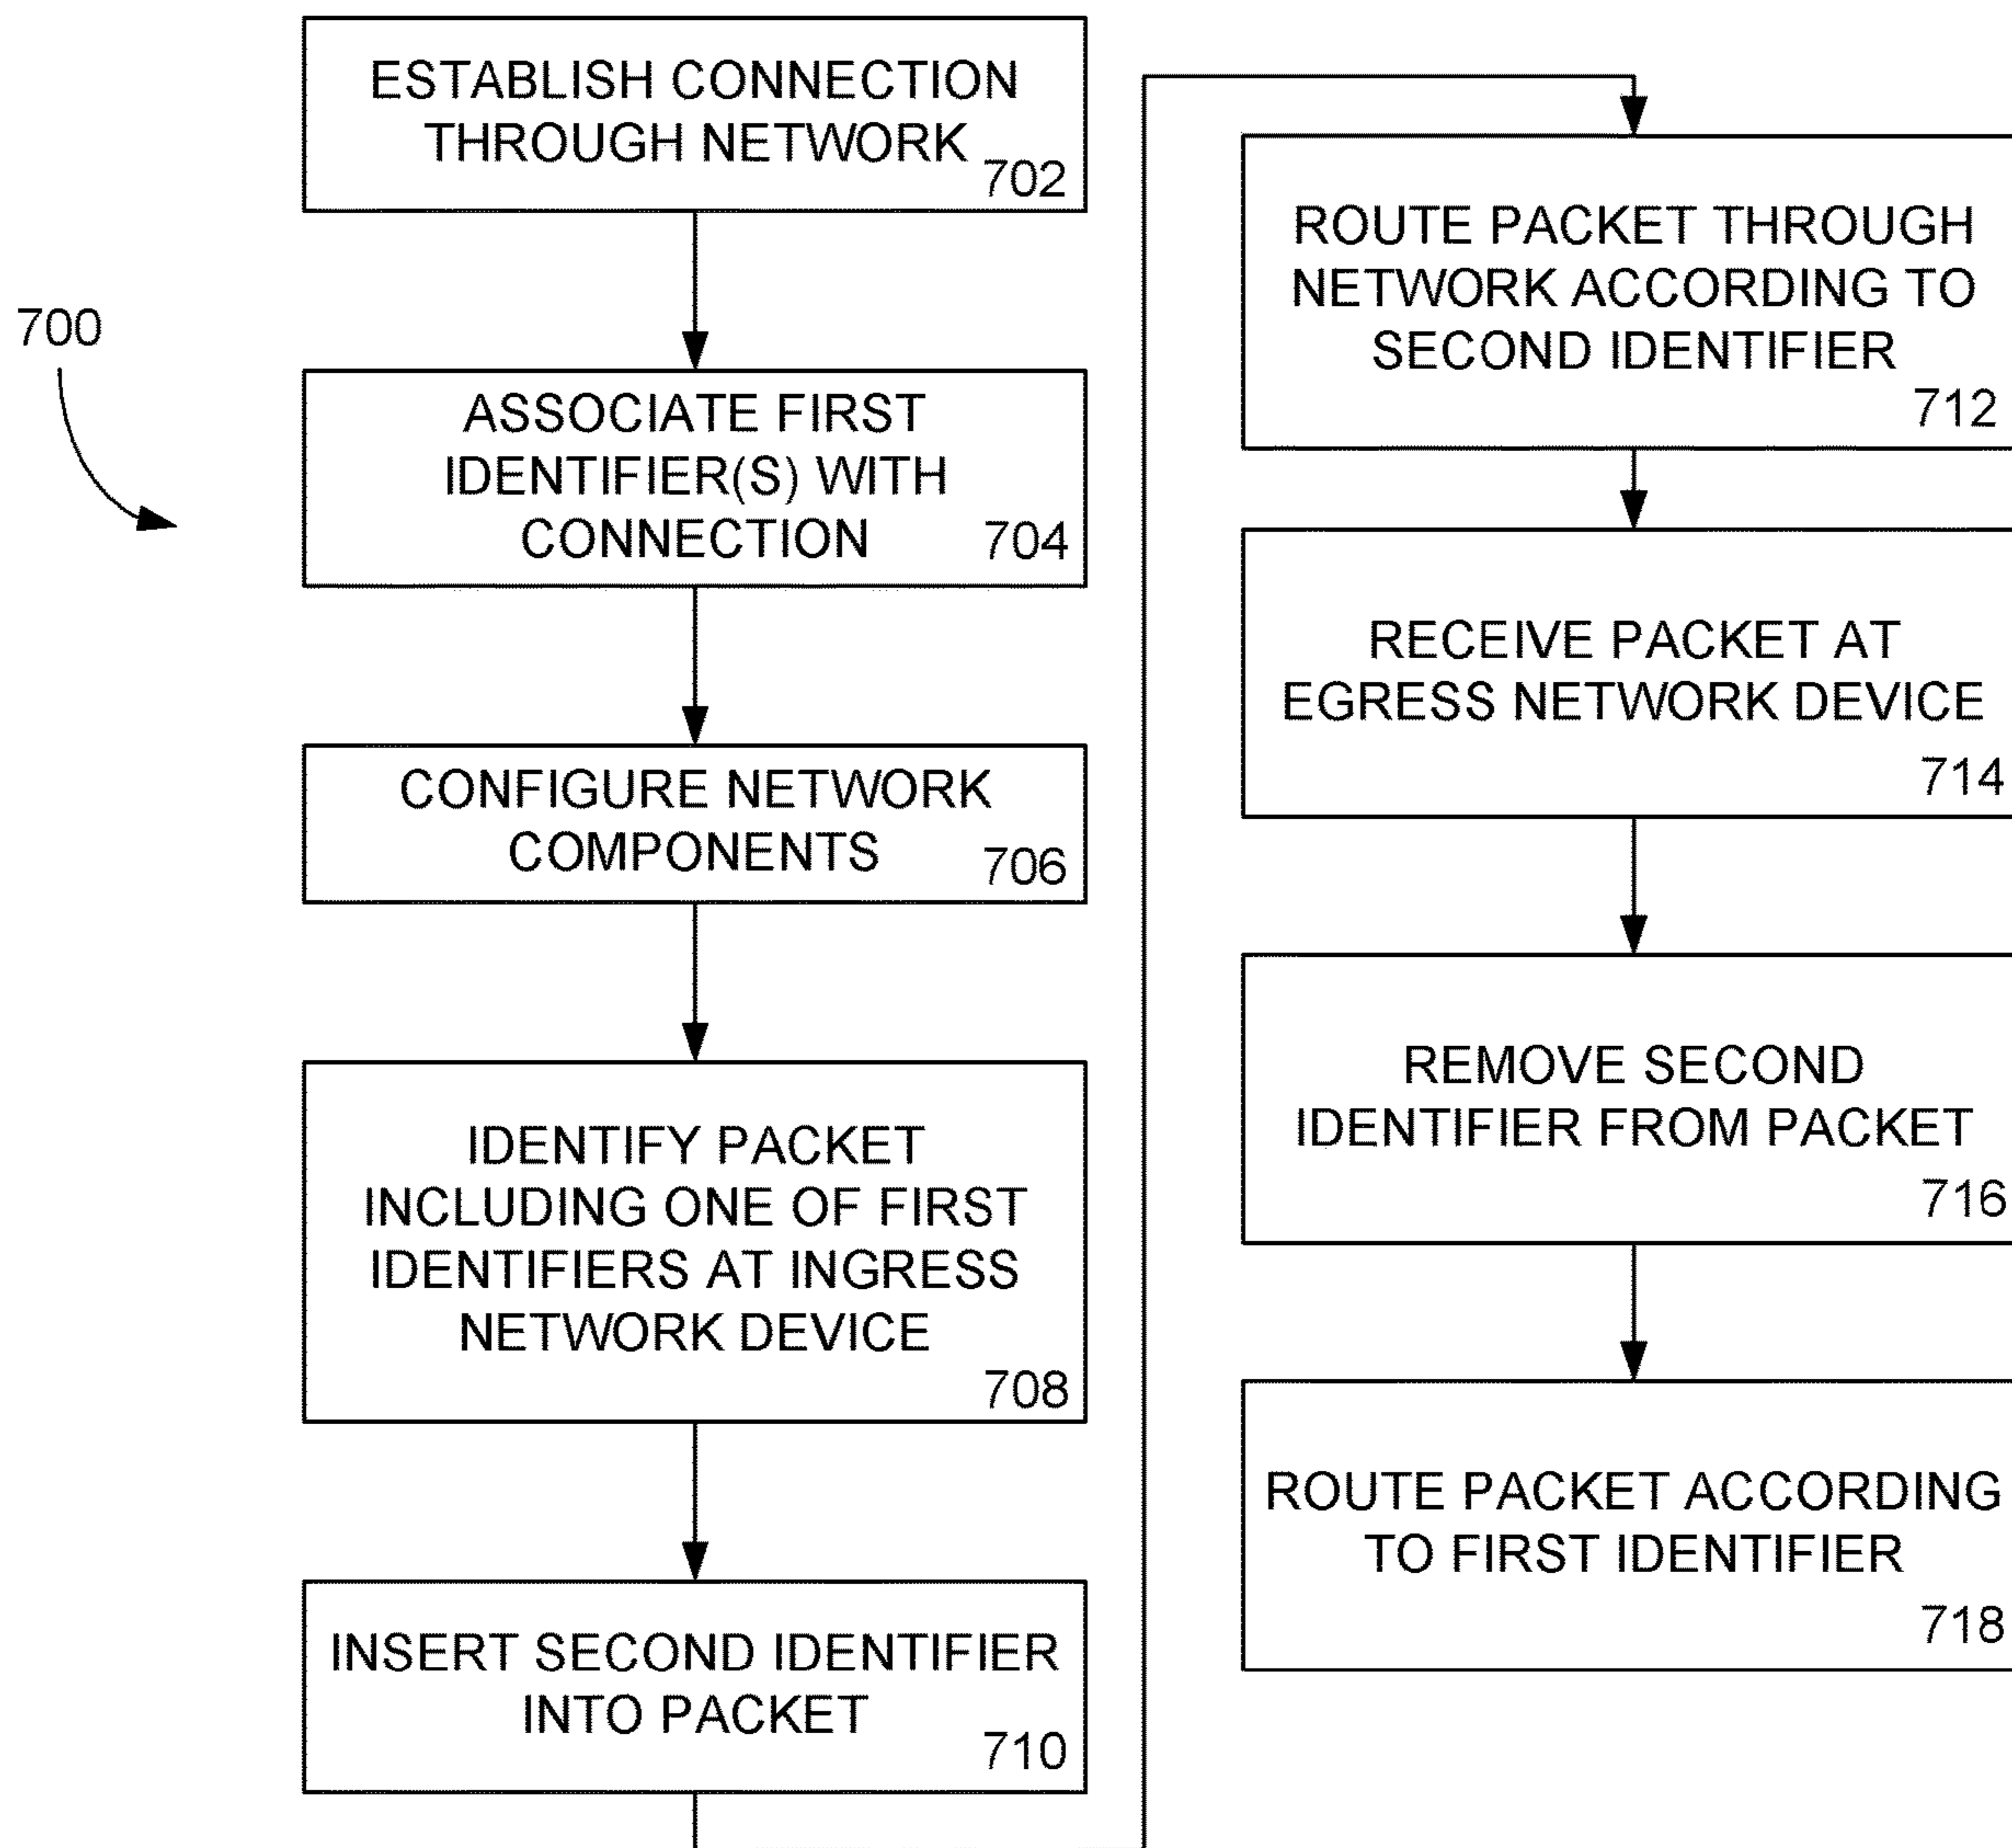 700
ESTABLISH CONNECTION
THROUGH NETWORK
702
ASSOCIATE FIRST
IDENTIFIER(S) WITH
CONNECTION
704
CONFIGURE NETWORK
COMPONENTS
706
IDENTIFY PACKET
INCLUDING ONE OF FIRST
IDENTIFIERS AT INGRESS
NETWORK DEVICE
708
INSERT SECOND IDENTIFIER
INTO PACKET
710
ROUTE PACKET THROUGH
NETWORK ACCORDING TO
SECOND IDENTIFIER
712
RECEIVE PACKET AT
EGRESS NETWORK DEVICE
714
REMOVE SECOND
IDENTIFIER FROM PACKET
716
ROUTE PACKET ACCORDING
TO FIRST IDENTIFIER
718